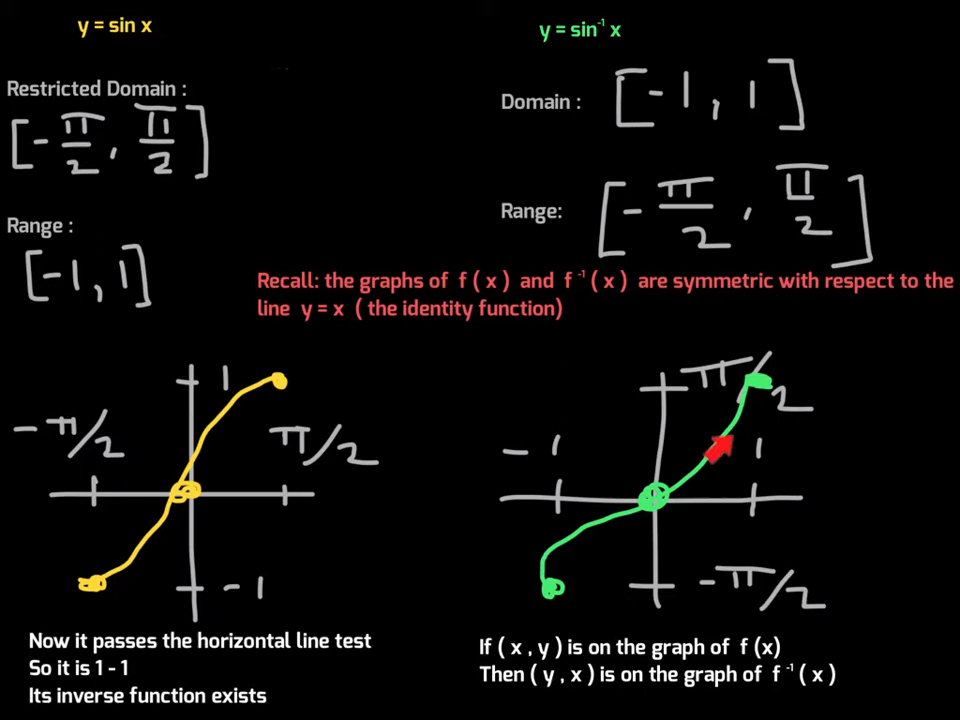 y = sin x
Restricted Domain :
[ - π/2 , π/2 ]
Range :
[ -1 , 1 ]
y = sin⁻¹ x
Domain : [ -1 , 1 ]
Range: [ - π/2 , π/2 ]
Recall: the graphs of f ( x ) and f ⁻¹ ( x ) are symmetric with respect to the
line y = x ( the identity function)
1
- π/2
π/2
- 1
π/2
- 1
1
- π/2
Now it passes the horizontal line test
So it is 1 - 1
Its inverse function exists
If ( x , y ) is on the graph of f (x)
Then ( y , x ) is on the graph of f ⁻¹ ( x )